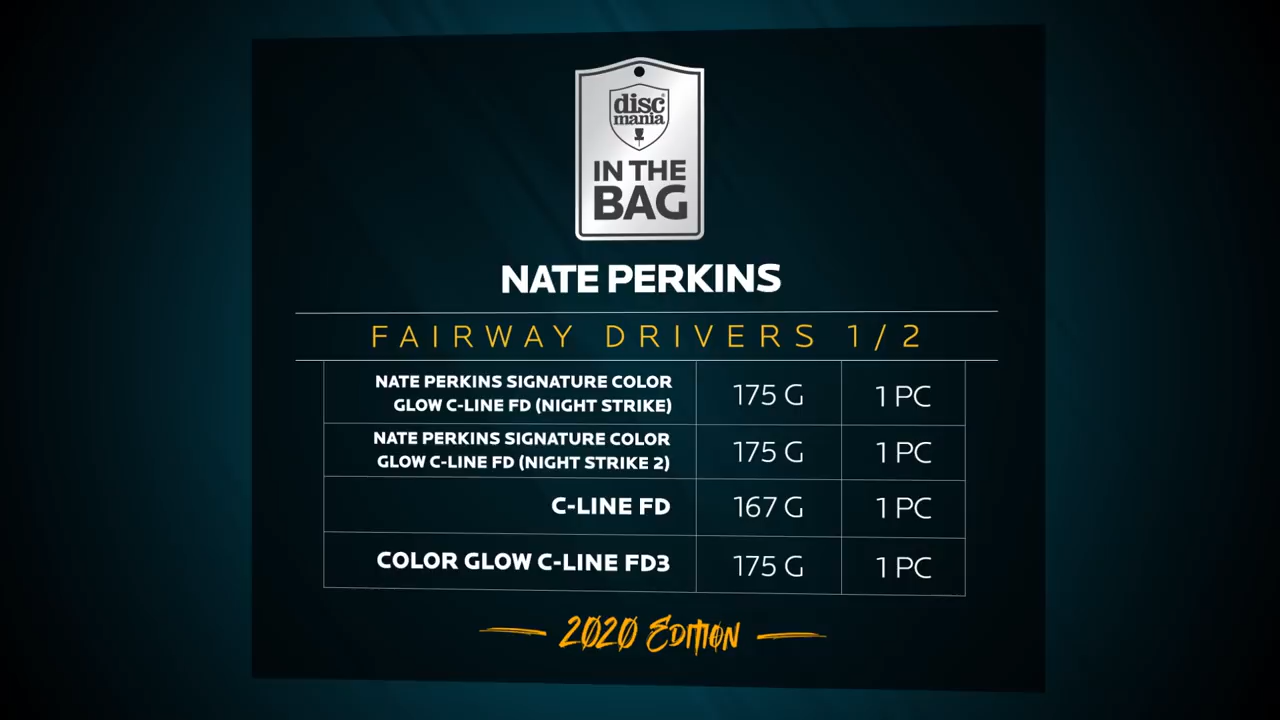 disc
mania
IN THE
BAG
NATE PERKINS
FAIRWAY DRIVERS 1/2
NATE PERKINS SIGNATURE COLOR
GLOW C-LINE FD (NIGHT STRIKE) 175 G 1 PC
NATE PERKINS SIGNATURE COLOR
GLOW C-LINE FD (NIGHT STRIKE 2) 175 G 1 PC
C-LINE FD 167 G 1 PC
COLOR GLOW C-LINE FD3 175 G 1 PC
2020 EDITION